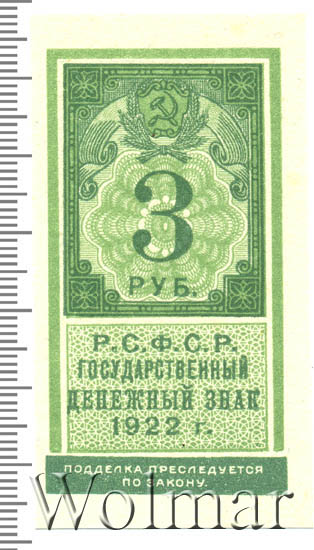 3
РУБ.
Р.С.Ф.С.Р.
ГОСУДАРСТВЕННЫЙ
ДЕНЕЖНЫЙ ЗНАК
1922 г.
ПОДДЕЛКА ПРЕСЛЕДУЕТСЯ
ПО ЗАКОНУ.
Wolmar